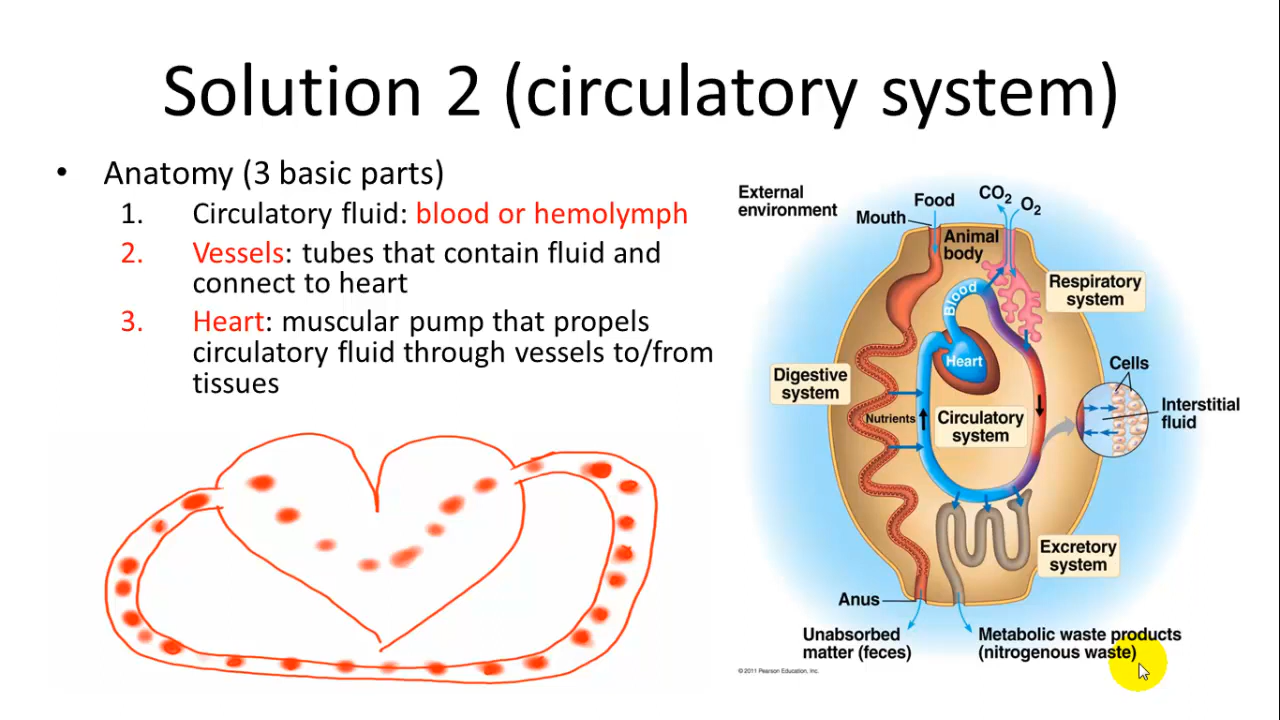 Solution 2 (circulatory system)
• Anatomy (3 basic parts)
1. Circulatory fluid: blood or hemolymph
2. Vessels: tubes that contain fluid and
connect to heart
3. Heart: muscular pump that propels
circulatory fluid through vessels to/from
tissues
External
environment
Food
CO2
O2
Mouth
Animal
body
Respiratory
system
Blood
Heart
Cells
Digestive
system
Interstitial
fluid
Nutrients
Circulatory
system
Excretory
system
Anus
Unabsorbed
matter (feces)
Metabolic waste products
(nitrogenous waste)
© 2011 Pearson Education, Inc.